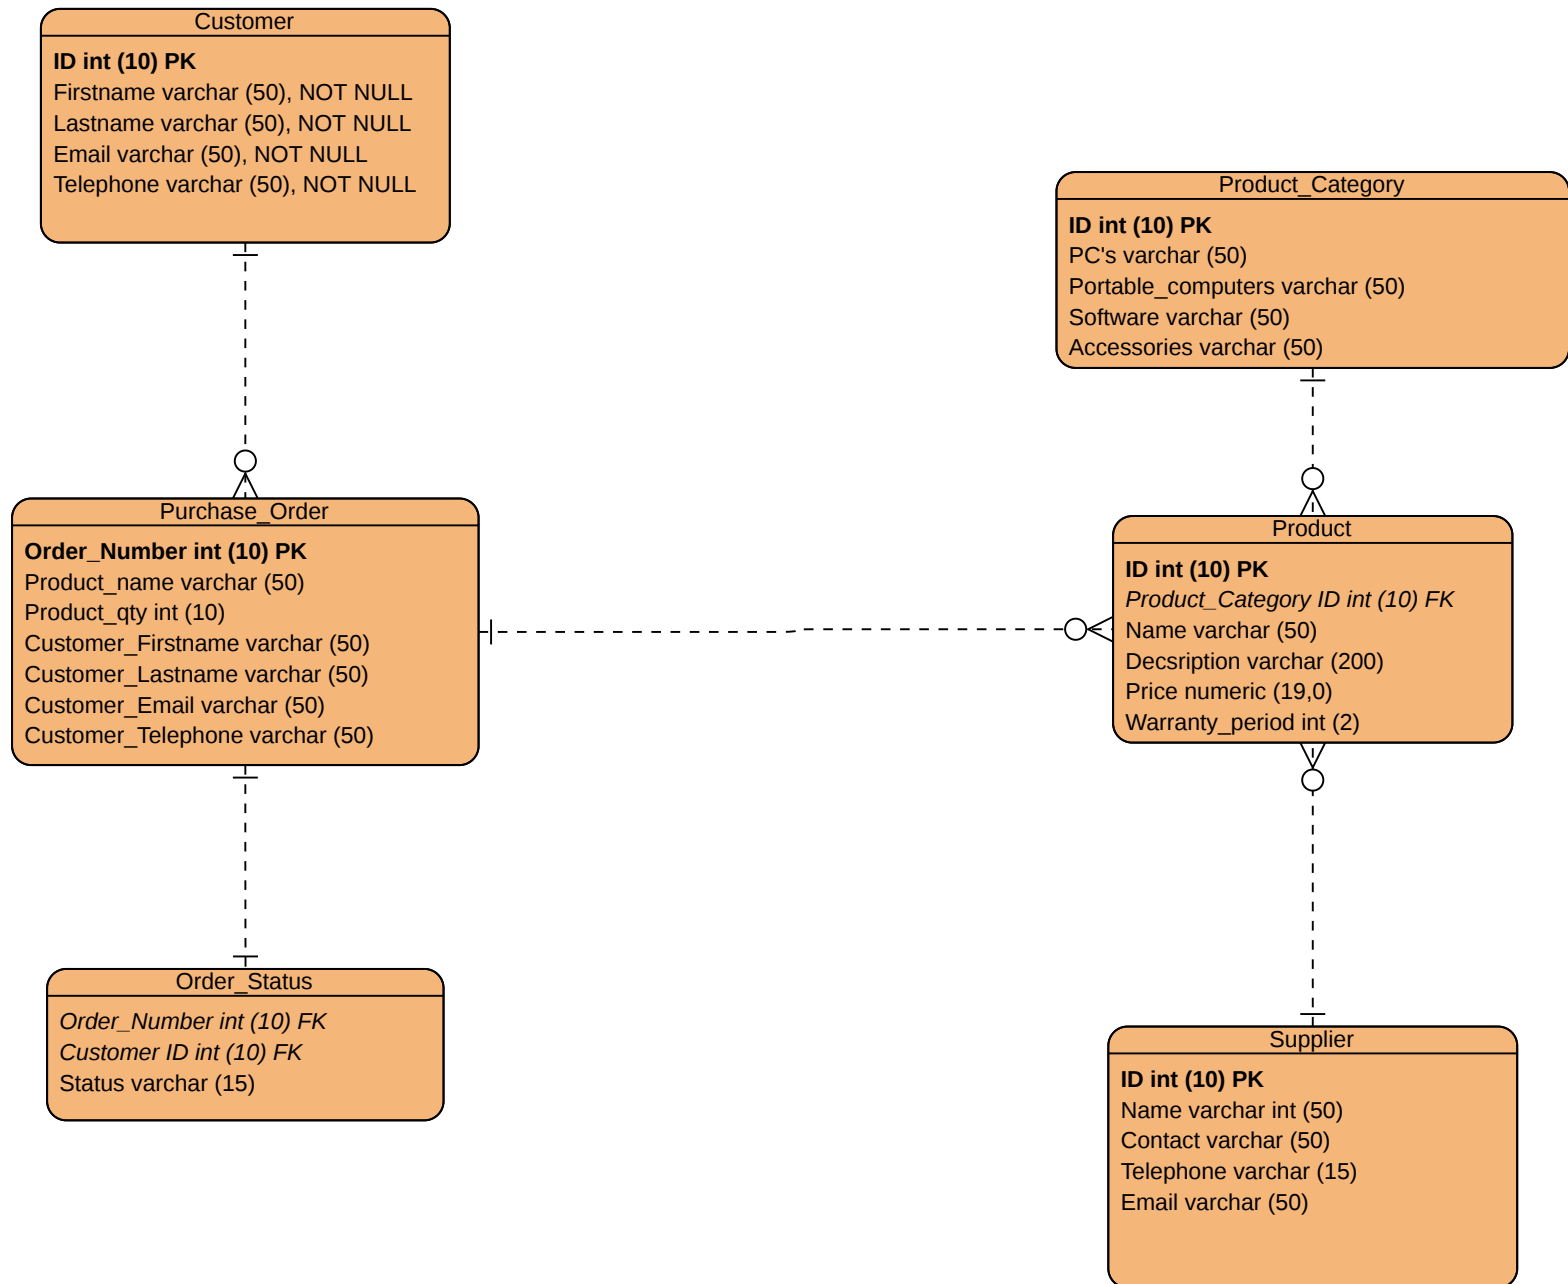 Customer
ID int (10) PK
Firstname varchar (50), NOT NULL
Lastname varchar (50), NOT NULL
Email varchar (50), NOT NULL
Telephone varchar (50), NOT NULL
Product_Category
ID int (10) PK
PC's varchar (50)
Portable_computers varchar (50)
Software varchar (50)
Accessories varchar (50)
Purchase_Order
Order_Number int (10) PK
Product_name varchar (50)
Product_qty int (10)
Customer_Firstname varchar (50)
Customer_Lastname varchar (50)
Customer_Email varchar (50)
Customer_Telephone varchar (50)
Product
ID int (10) PK
Product_Category ID int (10) FK
Name varchar (50)
Decsription varchar (200)
Price numeric (19,0)
Warranty_period int (2)
Order_Status
Order_Number int (10) FK
Customer ID int (10) FK
Status varchar (15)
Supplier
ID int (10) PK
Name varchar int (50)
Contact varchar (50)
Telephone varchar (15)
Email varchar (50)